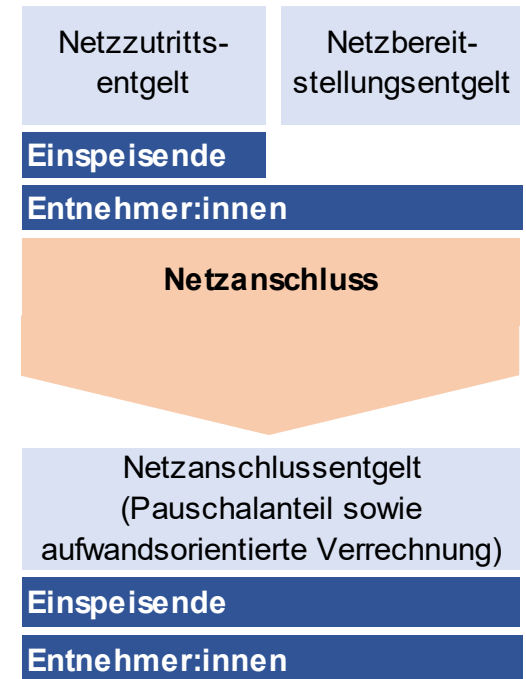 Netzzutritts-
entgelt
Netzbereit-
stellungsentgelt
Einspeisende
Entnehmer:innen
Netzanschluss
Netzanschlussentgelt
(Pauschalanteil sowie
aufwandsorientierte Verrechnung)
Einspeisende
Entnehmer:innen